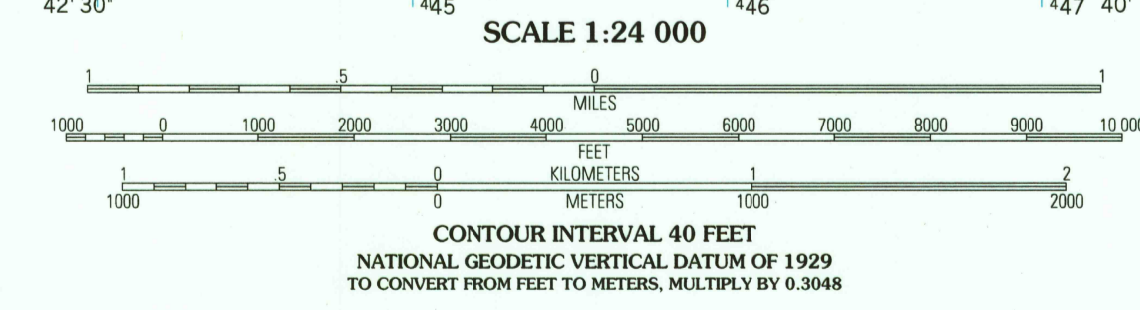 42' 30"   ⁴45   ⁴46   ⁴47   40'
SCALE 1:24 000
1 .5 0 1
MILES
1000 0 1000 2000 3000 4000 5000 6000 7000 8000 9000 10 000
FEET
1 .5 0 KILOMETERS 1 2
1000 0 METERS 1000 2000
CONTOUR INTERVAL 40 FEET
NATIONAL GEODETIC VERTICAL DATUM OF 1929
TO CONVERT FROM FEET TO METERS, MULTIPLY BY 0.3048